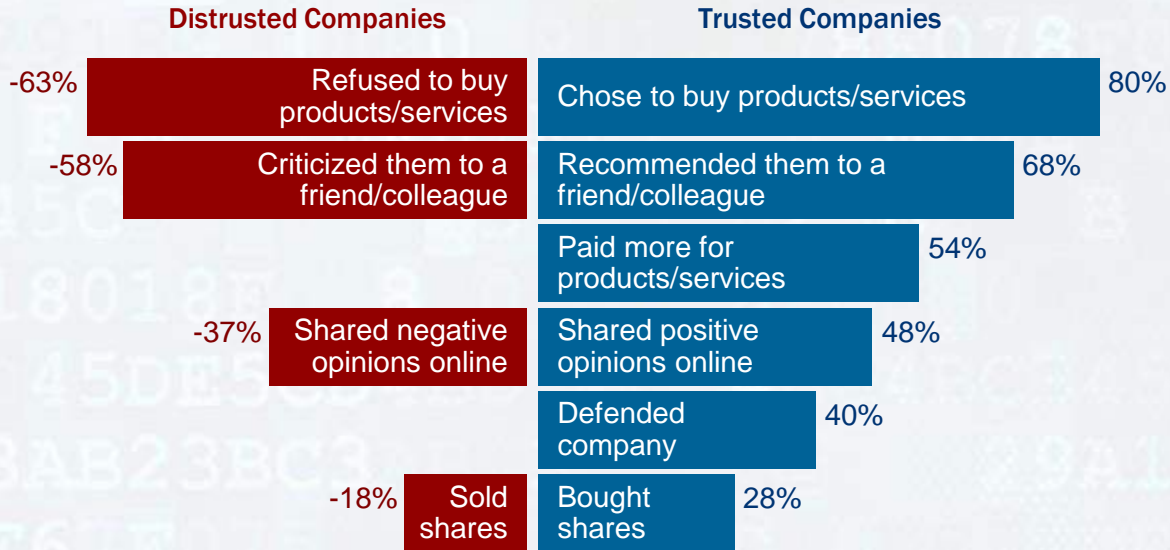 Distrusted Companies
Trusted Companies
-63%
Refused to buy
products/services
Chose to buy products/services
80%
-58%
Criticized them to a
friend/colleague
Recommended them to a
friend/colleague
68%
Paid more for
products/services
54%
-37%
Shared negative
opinions online
Shared positive
opinions online
48%
Defended
company
40%
-18%
Sold
shares
Bought
shares
28%